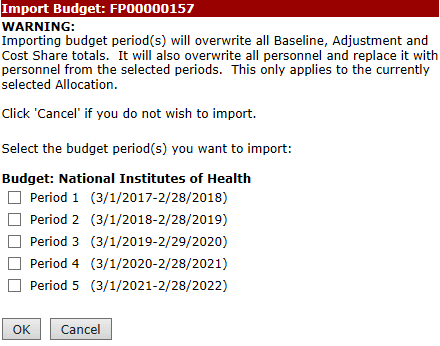 Import Budget: FP00000157
WARNING:
Importing budget period(s) will overwrite all Baseline, Adjustment and
Cost Share totals.  It will also overwrite all personnel and replace it with
personnel from the selected periods.  This only applies to the currently
selected Allocation.
Click 'Cancel' if you do not wish to import.
Select the budget period(s) you want to import:
Budget: National Institutes of Health
Period 1 (3/1/2017-2/28/2018)
Period 2 (3/1/2018-2/28/2019)
Period 3 (3/1/2019-2/29/2020)
Period 4 (3/1/2020-2/28/2021)
Period 5 (3/1/2021-2/28/2022)
OK Cancel